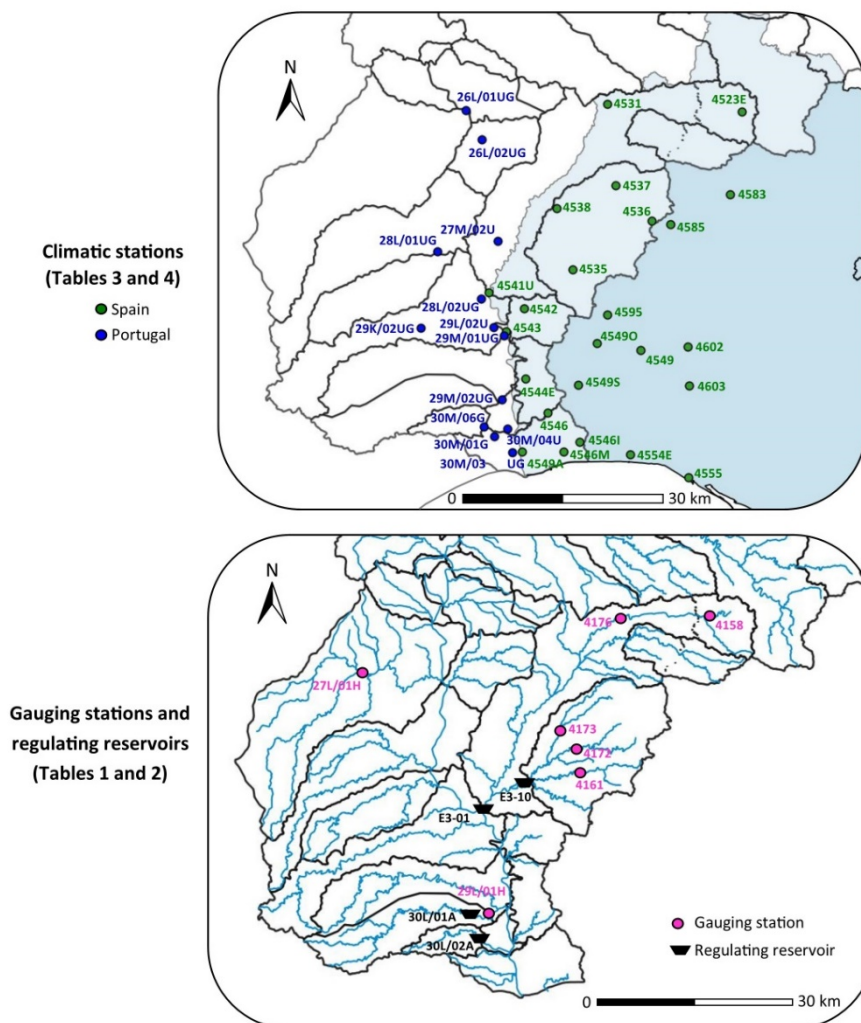 N
26L/01UG
4531
4523E
26L/02UG
4537
4583
4538
4536
4585
27M/02U
28L/01UG
4535
4541U
28L/02UG
4542
4595
29L/02U
4543
29K/02UG
29M/01UG
4549O
4549
4602
4544E
4549S
4603
29M/02UG
4546
30M/06G
30M/04U
4546I
30M/01G
30M/03
UG
4549A
4546M
4554E
4555
0
30 km
Climatic stations
(Tables 3 and 4)
Spain
Portugal
N
4176
4158
27L/01H
4173
4172
4161
E3-10
E3-01
29L/01H
30L/01A
30L/02A
Gauging station
Regulating reservoir
0
30 km
Gauging stations and
regulating reservoirs
(Tables 1 and 2)